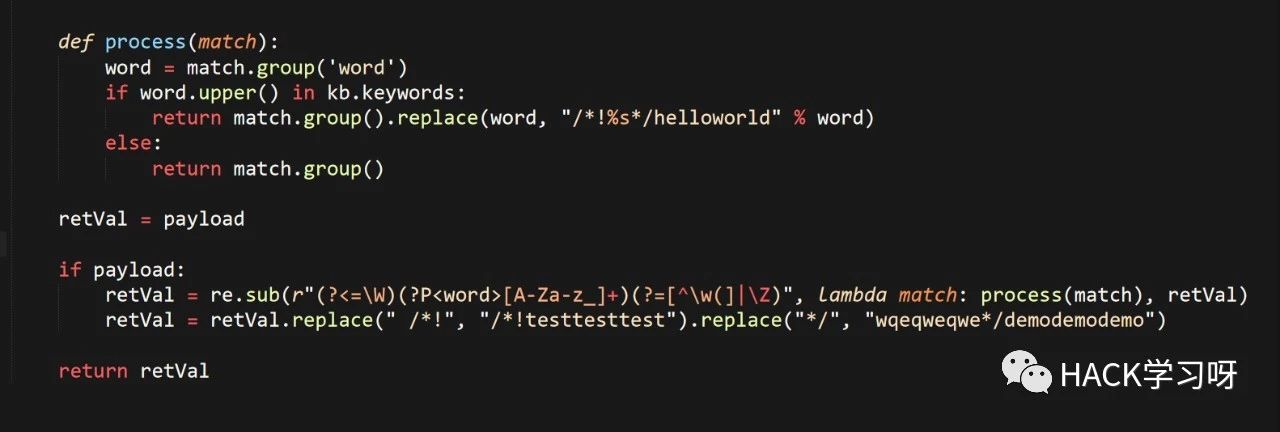 def process(match):
    word = match.group('word')
    if word.upper() in kb.keywords:
        return match.group().replace(word, "/*!%s*/helloworld" % word)
    else:
        return match.group()
retVal = payload
if payload:
    retVal = re.sub(r"(?<=\W)(?P<word>[A-Za-z_]+)(?=[^\w(]|\Z)", lambda match: process(match), retVal)
    retVal = retVal.replace(" /*!", "/*!testtesttest").replace("*/", "wqeqweqwe*/demodemodemo")
return retVal
HACK学习呀